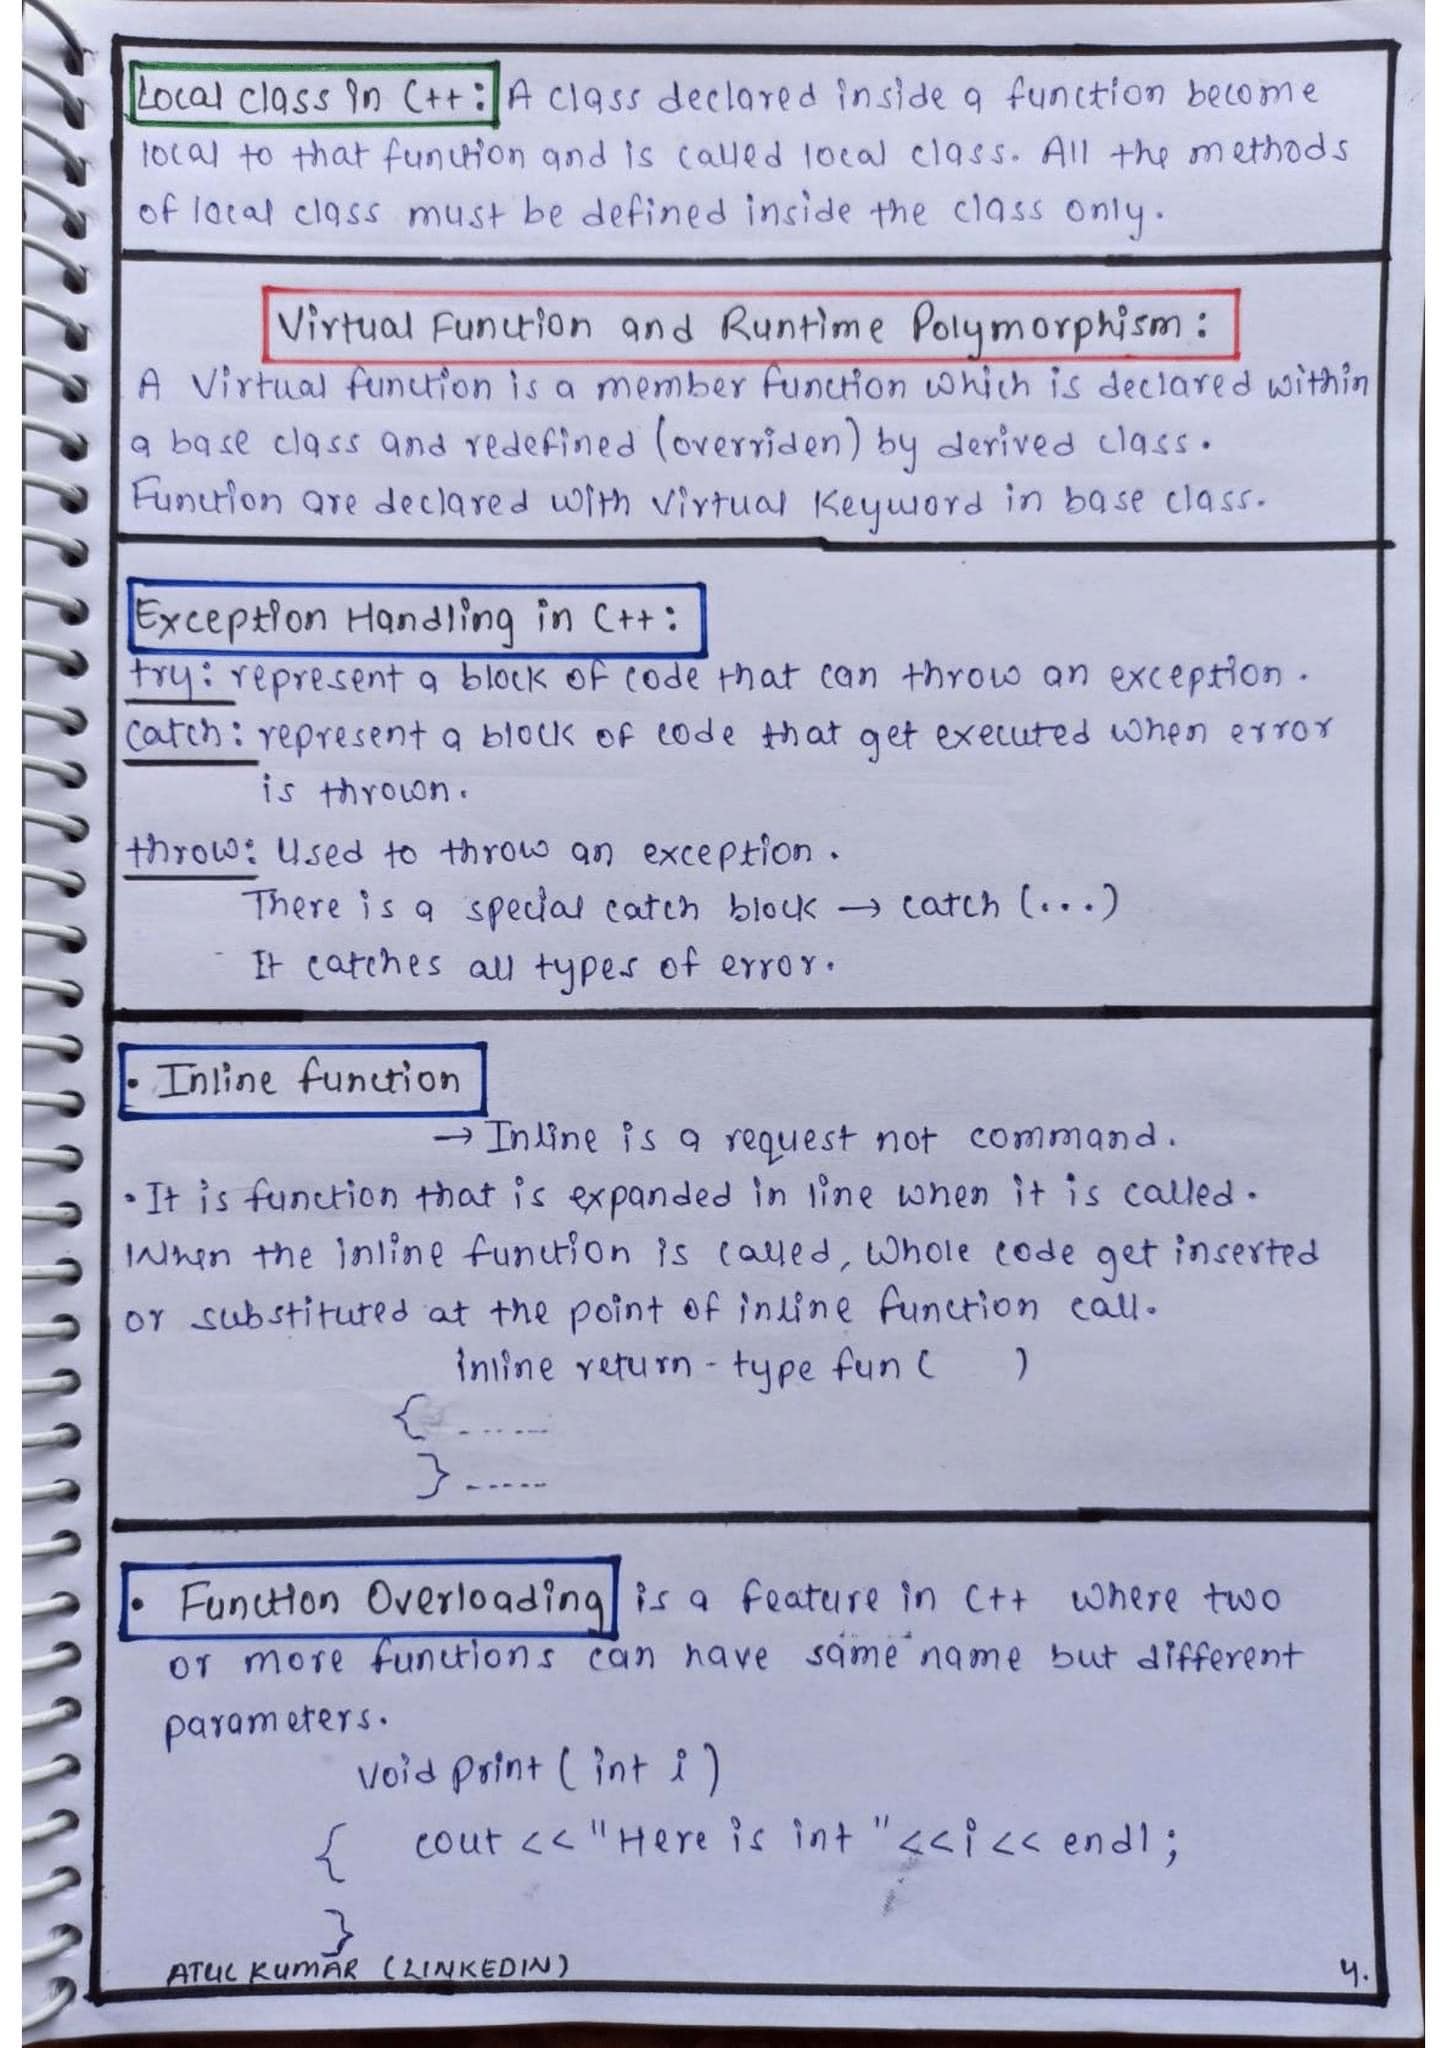 Local class in C++: A class declared inside a function become
local to that function and is called local class. All the methods
of local class must be defined inside the class only.
Virtual Function and Runtime Polymorphism:
A Virtual function is a member function which is declared within
a base class and redefined (overriden) by derived class.
Function are declared with Virtual Keyword in base class.
Exception Handling in C++:
try: represent a block of code that can throw an exception.
catch: represent a block of code that get executed when error
is thrown.
throw: Used to throw an exception.
There is a special catch block → catch (...)
It catches all types of error.
• Inline function
→ Inline is a request not command.
• It is function that is expanded in line when it is called.
When the inline function is called, whole code get inserted
or substituted at the point of inline function call.
inline return-type fun ( )
{ ------
} ------
• Function Overloading is a feature in C++ where two
or more functions can have same name but different
parameters.
void print ( int i )
{ cout << "Here is int " << i << endl ;
}
ATUL KUMAR (LINKEDIN) 4.